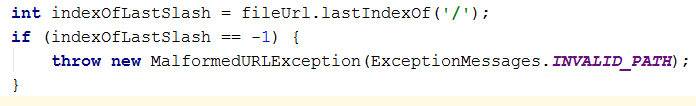 int indexOfLastSlash = fileUrl.lastIndexOf('/');
if (indexOfLastSlash == -1) {
throw new MalformedURLException(ExceptionMessages.INVALID_PATH);
}